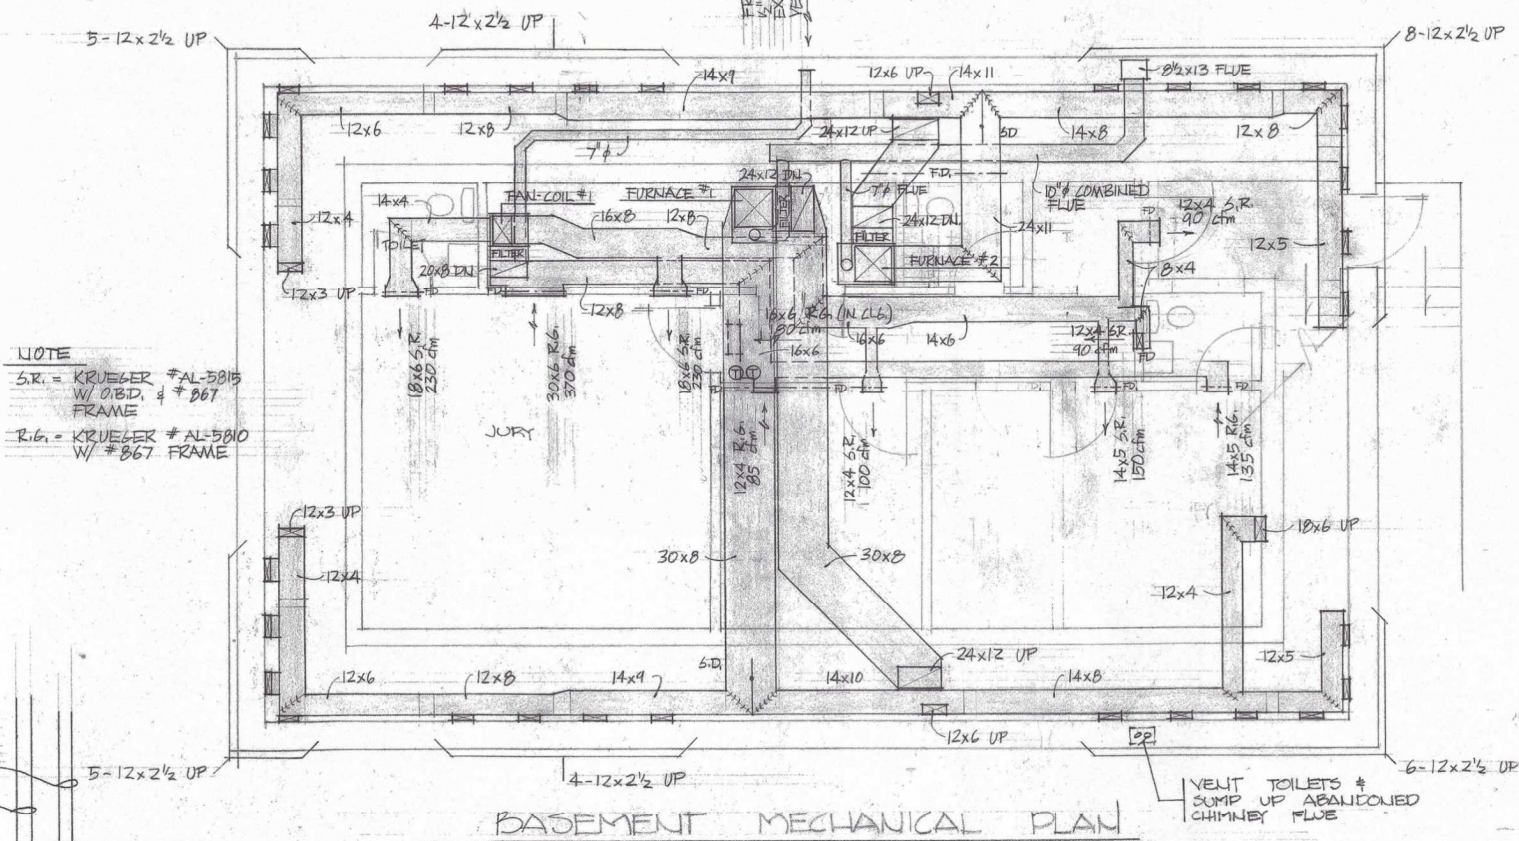 4-12x2½ UP
5-12x2½ UP
8-12x2½ UP
14x9
12x6 UP
14x11
8½x13 FLUE
12x6
12x8
7"φ
24x12 UP
S.D.
14x8
12x8
24x12 DN.
F.D.
14x4
FAN-COIL #1
FURNACE #1
FILTER
7"φ FLUE
10"φ COMBINED
FLUE
12x4
16x8
12x8
24x12 DN.
24x11
12x4 S.R.
90 cfm
FD
TOILET
FILTER
FILTER
12x5
20x8 DN
FURNACE #2
8x4
12x3 UP
F.D.
F.D.
12x8
F.D.
16x6 R.G. (IN CLG.)
80 cfm
16x6
14x6
12x4 S.R.
90 cfm
FD
16x6
18x6 S.R.
230 cfm
30x6 R.G.
370 cfm
18x6 S.R.
230 cfm
T T
FD
FD
FD.
FD
NOTE
S.R. = KRUEGER #AL-5815
W/ O.B.D. & #867
FRAME
R.G. = KRUEGER # AL-5810
W/ #867 FRAME
JURY
12x4 R.G.
85 cfm
12x4 S.R.
100 cfm
14x5 S.R.
150 cfm
14x5 R.G.
135 cfm
12x3 UP
18x6 UP
30x8
30x8
12x4
12x4
S.D.
24x12 UP
12x5
12x6
12x8
14x9
14x10
14x8
12x6 UP
5-12x2½ UP
4-12x2½ UP
6-12x2½ UP
VENT TOILETS &
SUMP UP ABANDONED
CHIMNEY FLUE
BASEMENT MECHANICAL PLAN